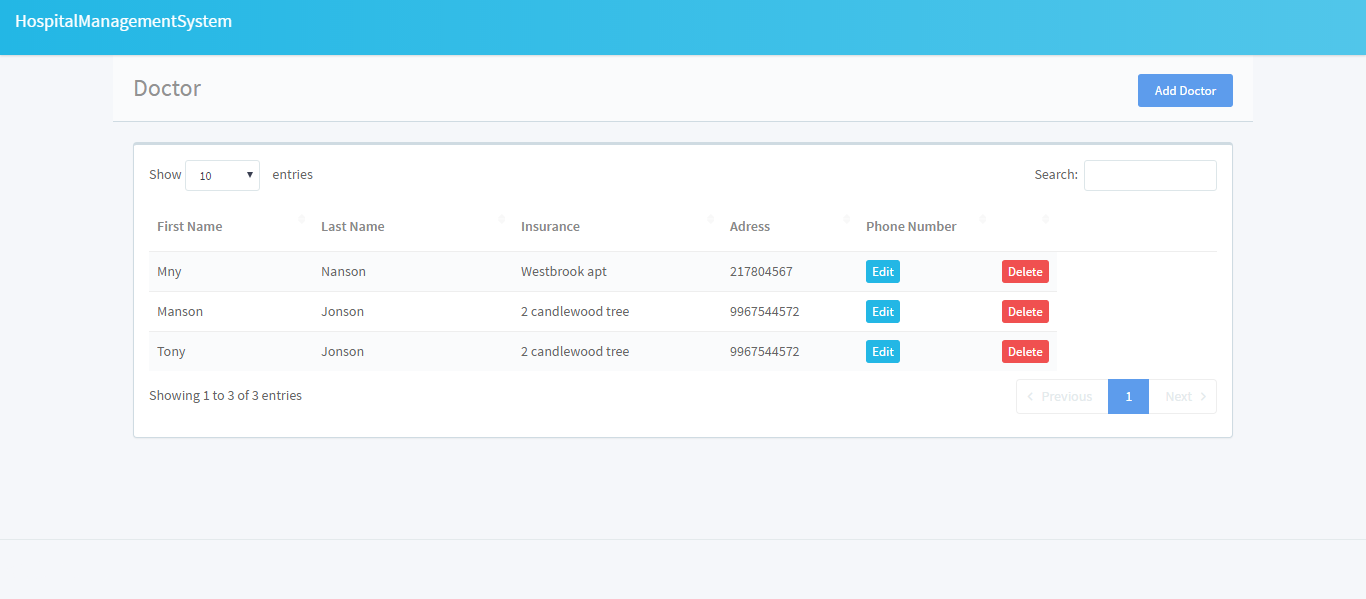 HospitalManagementSystem
Doctor Add Doctor
Show 10 entries Search:
First Name Last Name Insurance Adress Phone Number
Mny Nanson Westbrook apt 217804567 Edit Delete
Manson Jonson 2 candlewood tree 9967544572 Edit Delete
Tony Jonson 2 candlewood tree 9967544572 Edit Delete
Showing 1 to 3 of 3 entries Previous 1 Next